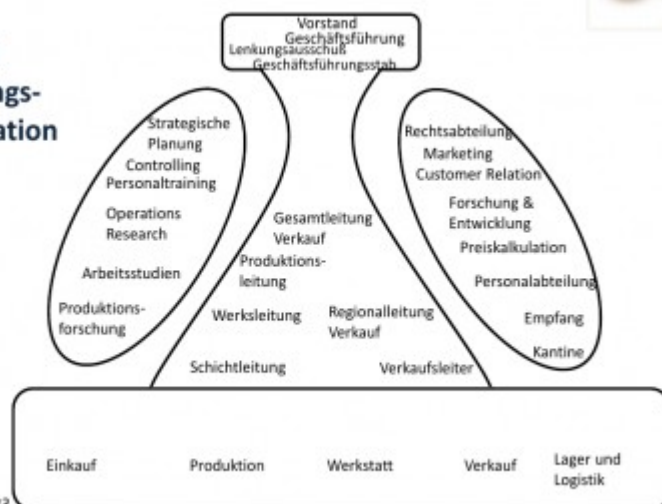 ngs-
ation
Vorstand
Geschäftsführung
Lenkungsausschuß
Geschäftsführungsstab
Strategische
Planung
Controlling
Personaltraining
Operations
Research
Arbeitsstudien
Produktions-
forschung
Gesamtleitung
Verkauf
Produktions-
leitung
Werksleitung
Regionalleitung
Verkauf
Schichtleitung
Verkaufsleiter
Rechtsabteilung
Marketing
Customer Relation
Forschung &
Entwicklung
Preiskalkulation
Personalabteilung
Empfang
Kantine
Einkauf
Produktion
Werkstatt
Verkauf
Lager und
Logistik